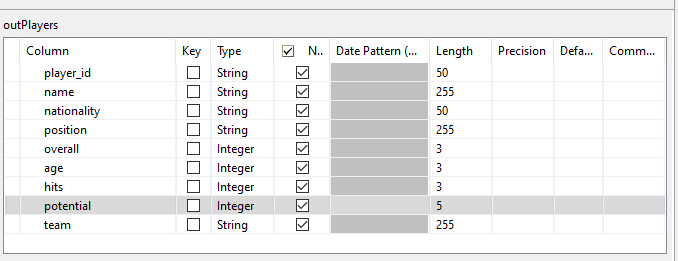 outPlayers
Column Key Type N.. Date Pattern (... Length Precision Defa... Comm...
player_id String 50
name String 255
nationality String 50
position String 255
overall Integer 3
age Integer 3
hits Integer 3
potential Integer 5
team String 255